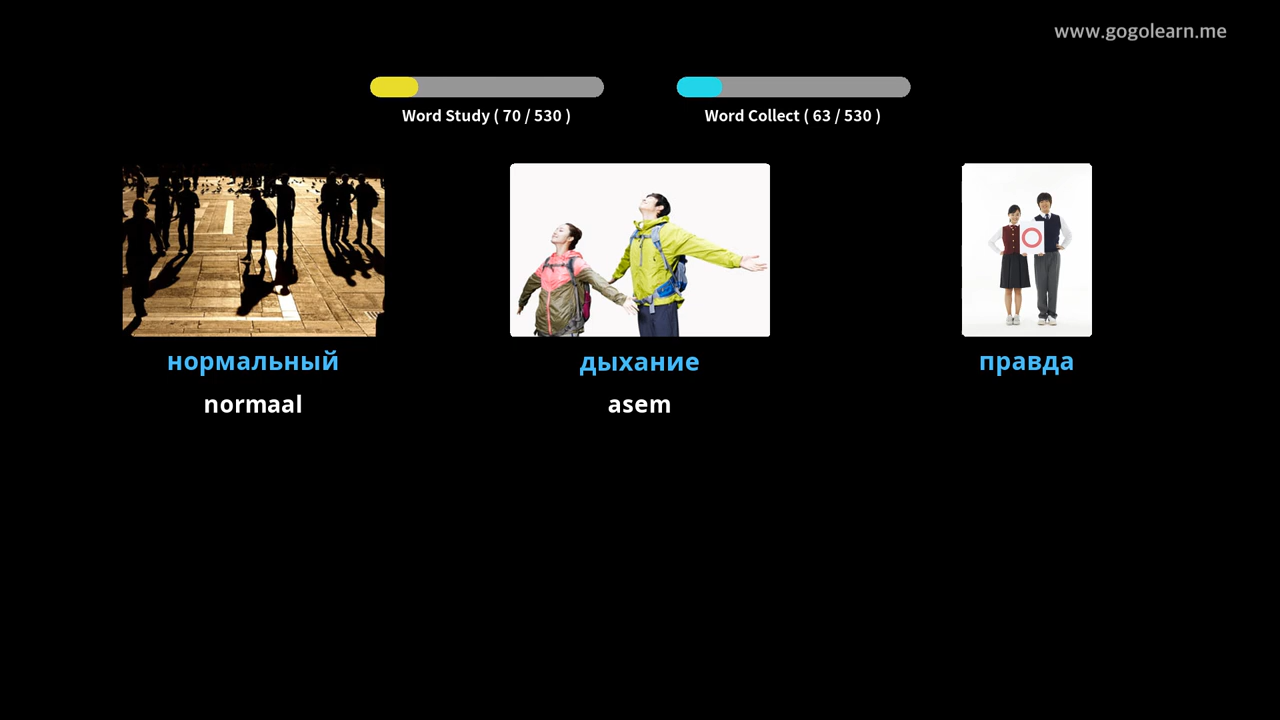 www.gogolearn.me
Word Study ( 70 / 530 )
Word Collect ( 63 / 530 )
нормальный
дыхание
правда
normaal
asem